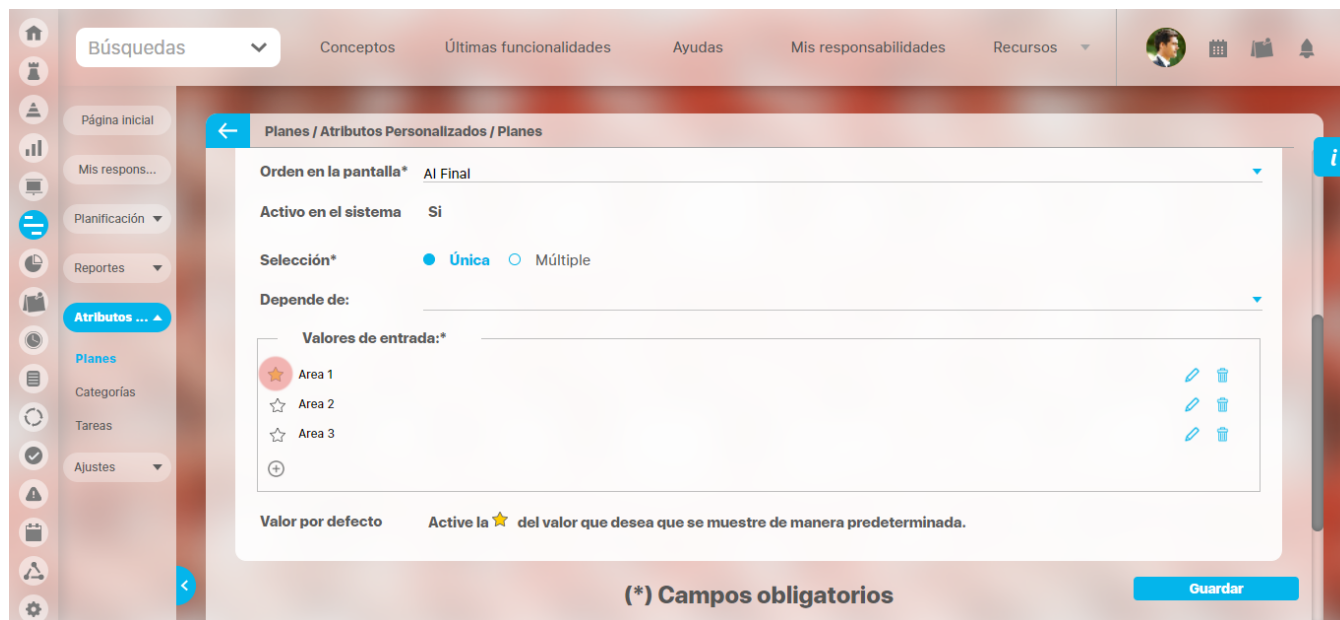 Búsquedas
Conceptos
Últimas funcionalidades
Ayudas
Mis responsabilidades
Recursos
Página inicial
Mis respons...
Planificación
Reportes
Atributos ...
Planes
Categorías
Tareas
Ajustes
Planes / Atributos Personalizados / Planes
i
Orden en la pantalla* Al Final
Activo en el sistema Si
Selección* Única Múltiple
Depende de:
Valores de entrada:*
Area 1
Area 2
Area 3
Valor por defecto Active la del valor que desea que se muestre de manera predeterminada.
(*) Campos obligatorios
Guardar